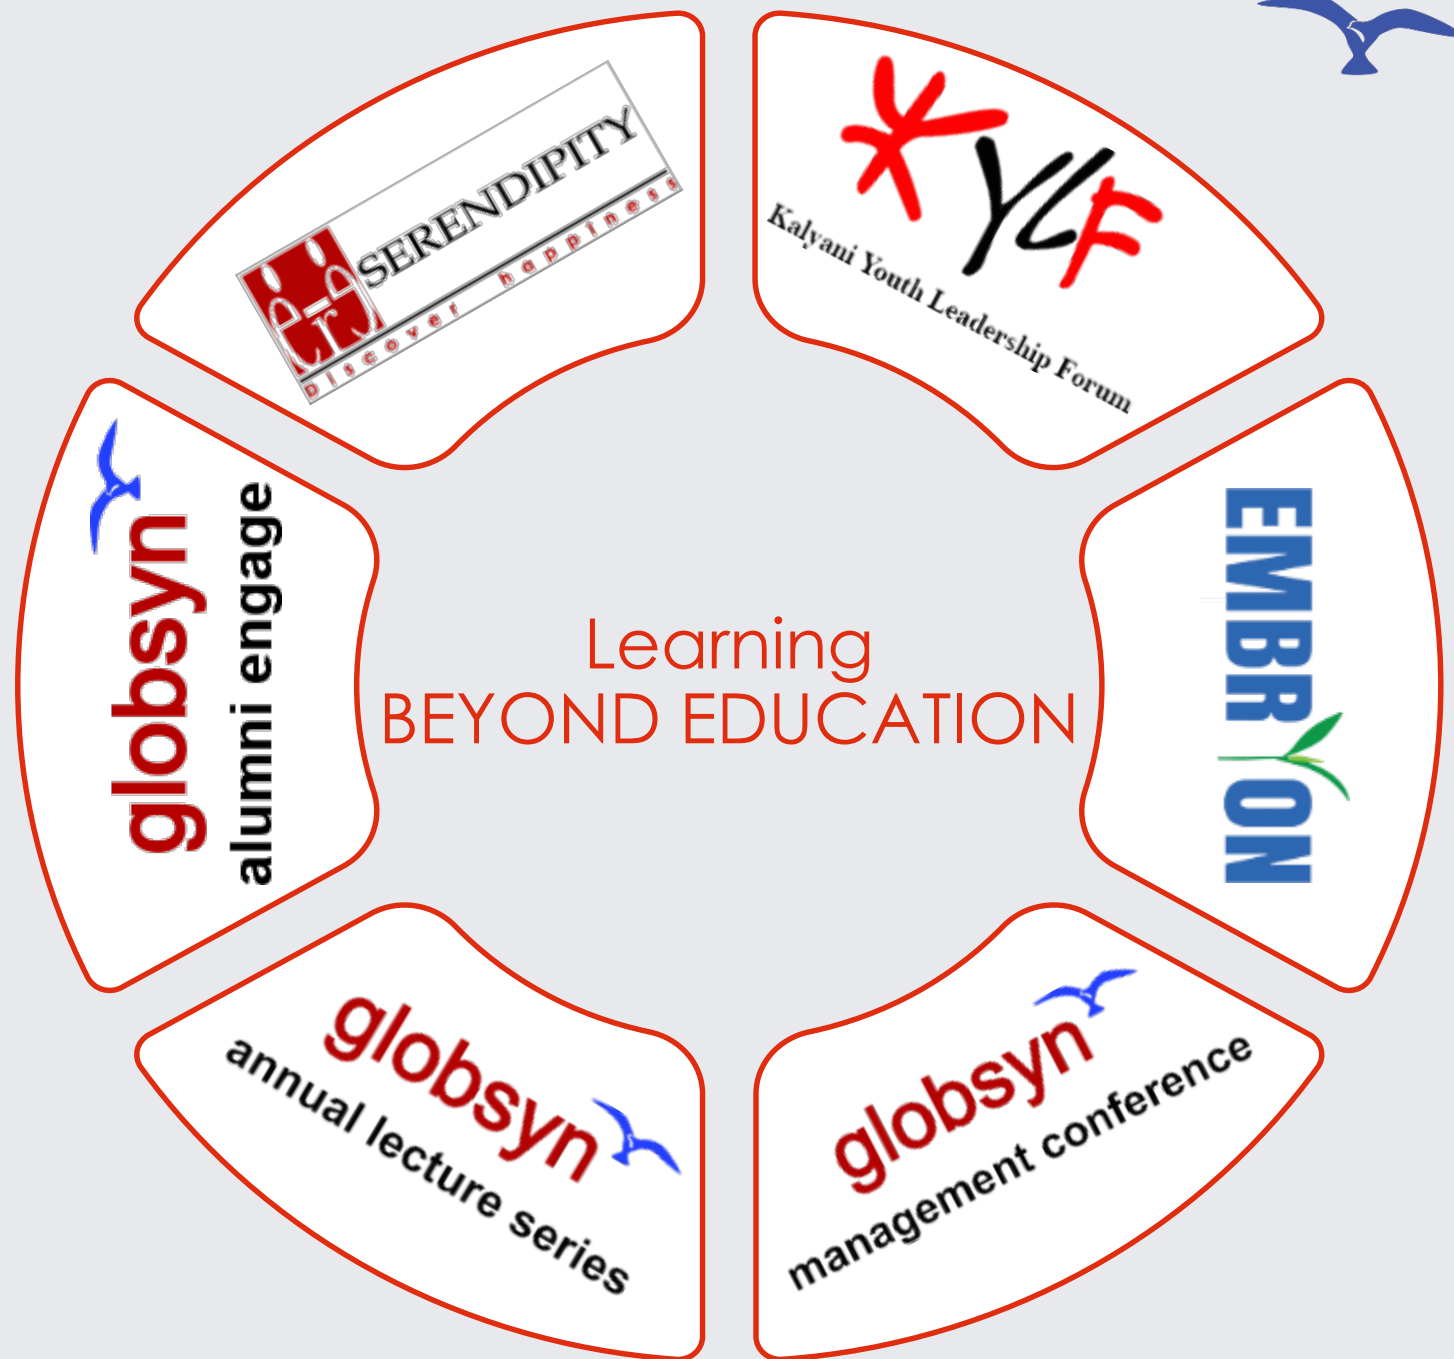 SERENDIPITY
Discover happiness
KYLF
Kalyani Youth Leadership Forum
globsyn
alumni engage
Learning
BEYOND EDUCATION
EMBRYON
globsyn
annual lecture series
globsyn
management conference